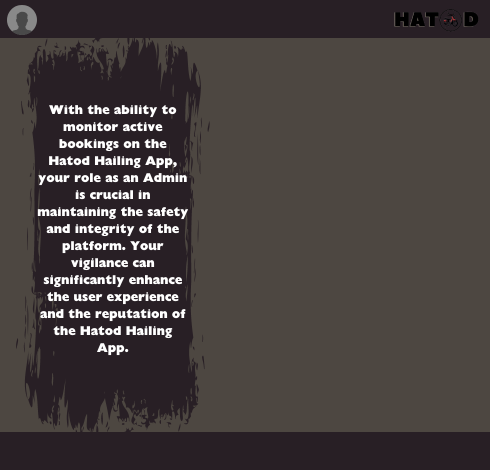 HATOD
With the ability to
monitor active
bookings on the
Hatod Hailing App,
your role as an Admin
is crucial in
maintaining the safety
and integrity of the
platform. Your
vigilance can
significantly enhance
the user experience
and the reputation of
the Hatod Hailing
App.